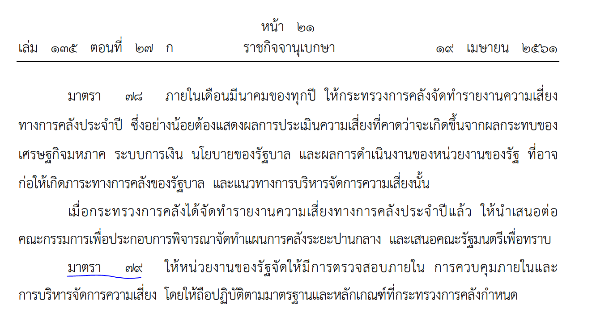 หน้า ๒๑
เล่ม ๑๓๕ ตอนที่ ๒๗ ก ราชกิจจานุเบกษา ๑๙ เมษายน ๒๕๖๑
มาตรา ๗๘ ภายในเดือนมีนาคมของทุกปี ให้กระทรวงการคลังจัดทำรายงานความเสี่ยง
ทางการคลังประจำปี ซึ่งอย่างน้อยต้องแสดงผลการประเมินความเสี่ยงที่คาดว่าจะเกิดขึ้นจากผลกระทบของ
เศรษฐกิจมหภาค ระบบการเงิน นโยบายของรัฐบาล และผลการดำเนินงานของหน่วยงานของรัฐ ที่อาจ
ก่อให้เกิดภาระทางการคลังของรัฐบาล และแนวทางการบริหารจัดการความเสี่ยงนั้น
เมื่อกระทรวงการคลังได้จัดทำรายงานความเสี่ยงทางการคลังประจำปีแล้ว ให้นำเสนอต่อ
คณะกรรมการเพื่อประกอบการพิจารณาจัดทำแผนการคลังระยะปานกลาง และเสนอคณะรัฐมนตรีเพื่อทราบ
มาตรา ๗๙ ให้หน่วยงานของรัฐจัดให้มีการตรวจสอบภายใน การควบคุมภายในและ
การบริหารจัดการความเสี่ยง โดยให้ถือปฏิบัติตามมาตรฐานและหลักเกณฑ์ที่กระทรวงการคลังกำหนด